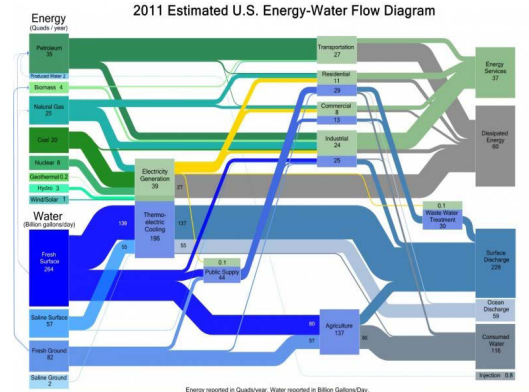 2011 Estimated U.S. Energy-Water Flow Diagram
Energy
(Quads / year)
Petroleum
35
Produced Water 2
Biomass 4
Natural Gas
25
Coal 20
Nuclear 8
Geothermal 0.2
Hydro 3
Wind/Solar 1
Water
(Billion gallons/day)
Fresh
Surface
264
Saline Surface
57
Fresh Ground
82
Saline Ground
2
Electricity
Generation
39
27
Thermo-
electric
Cooling
196
139
55
137
55
0.1
Public Supply
44
Transportation
27
Residential
11
29
Commercial
8
13
Industrial
24
25
80
57
Agriculture
137
0.1
Waste Water
Treatment
30
Energy
Services
37
Dissipated
Energy
60
Surface
Discharge
228
Ocean
Discharge
59
Consumed
Water
116
Injection 0.8
Energy reported in Quads/year. Water reported in Billion Gallons/Day.